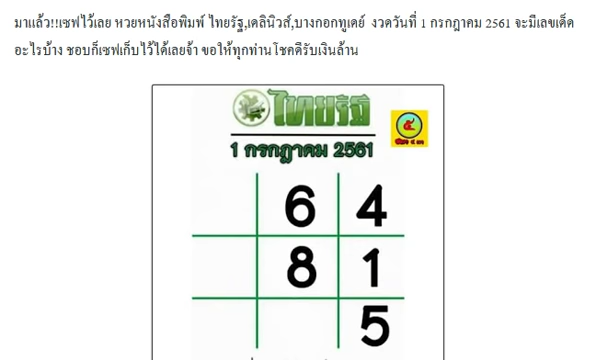 มาแล้ว!!เซฟไว้เลย หวยหนังสือพิมพ์ ไทยรัฐ,เดลินิวส์,บางกอกทูเดย์ งวดวันที่ 1 กรกฎาคม 2561 จะมีเลขเด็ด
อะไรบ้าง ชอบก็เซฟเก็บไว้ได้เลยจ้า ขอให้ทุกท่านโชคดีรับเงินล้าน
ไทยรัฐ
๕
1 กรกฎาคม 2561
6 4
8 1
5